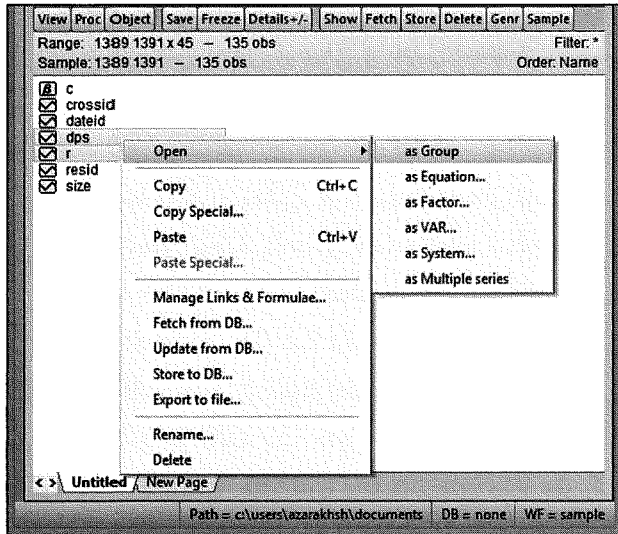 View Proc Object Save Freeze Details+/- Show Fetch Store Delete Genr Sample
Range: 1389 1391 x 45 – 135 obs Filter: *
Sample: 1389 1391 – 135 obs Order: Name
c
crossid
dateid
dps
r
resid
size
Open
Copy Ctrl+C
Copy Special...
Paste Ctrl+V
Paste Special...
Manage Links & Formulae...
Fetch from DB...
Update from DB...
Store to DB...
Export to file...
Rename...
Delete
as Group
as Equation...
as Factor...
as VAR...
as System...
as Multiple series
< > Untitled New Page
Path = c:\users\azarakhsh\documents DB = none WF = sample